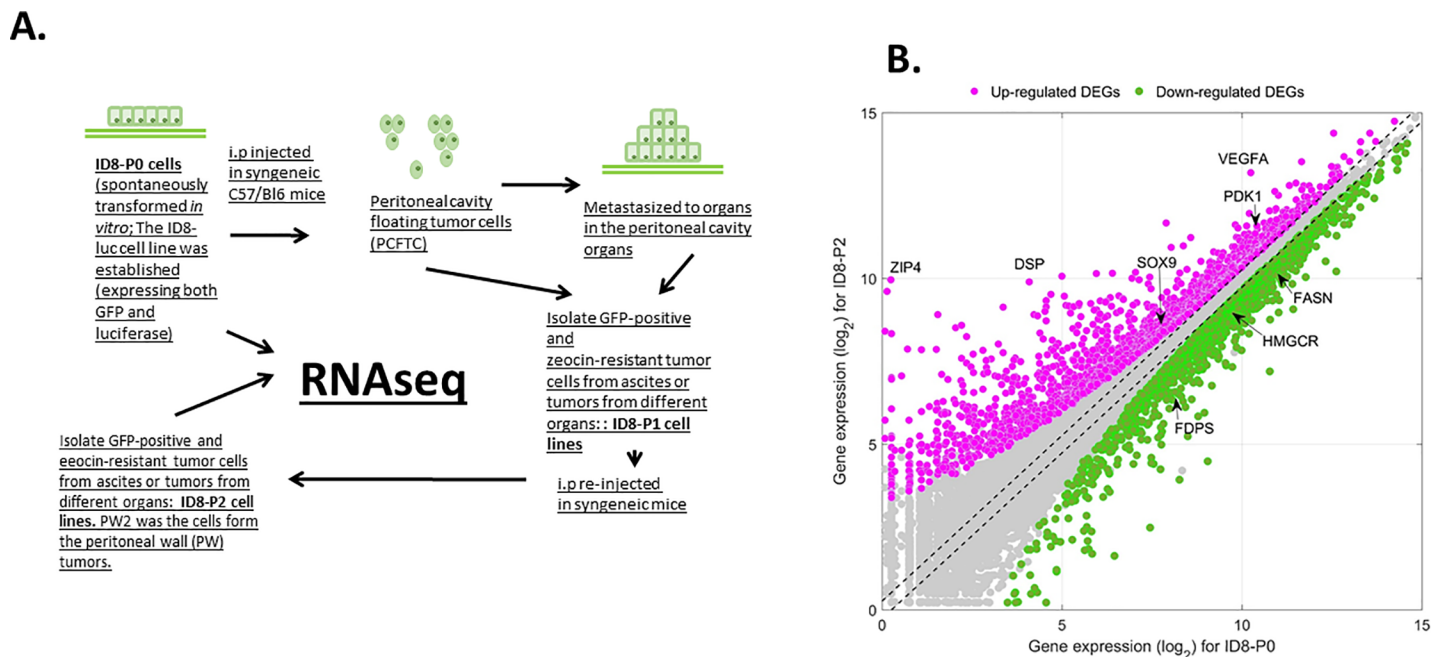 A.
ID8-P0 cells
(spontaneously
transformed in
vitro; The ID8-
luc cell line was
established
(expressing both
GFP and
luciferase)
i.p injected
in syngeneic
C57/Bl6 mice
Peritoneal cavity
floating tumor cells
(PCFTC)
Metastasized to organs
in the peritoneal cavity
organs
Isolate GFP-positive
and
zeocin-resistant tumor
cells from ascites or
tumors from different
organs: : ID8-P1 cell
lines
i.p re-injected
in syngeneic mice
RNAseq
Isolate GFP-positive and
eeocin-resistant tumor cells
from ascites or tumors from
different organs: ID8-P2 cell
lines. PW2 was the cells form
the peritoneal wall (PW)
tumors.
B.
Up-regulated DEGs
Down-regulated DEGs
Gene expression (log2) for ID8-P2
15
10
5
0
VEGFA
PDK1
ZIP4
DSP
SOX9
FASN
HMGCR
FDPS
0
5
10
15
Gene expression (log2) for ID8-P0